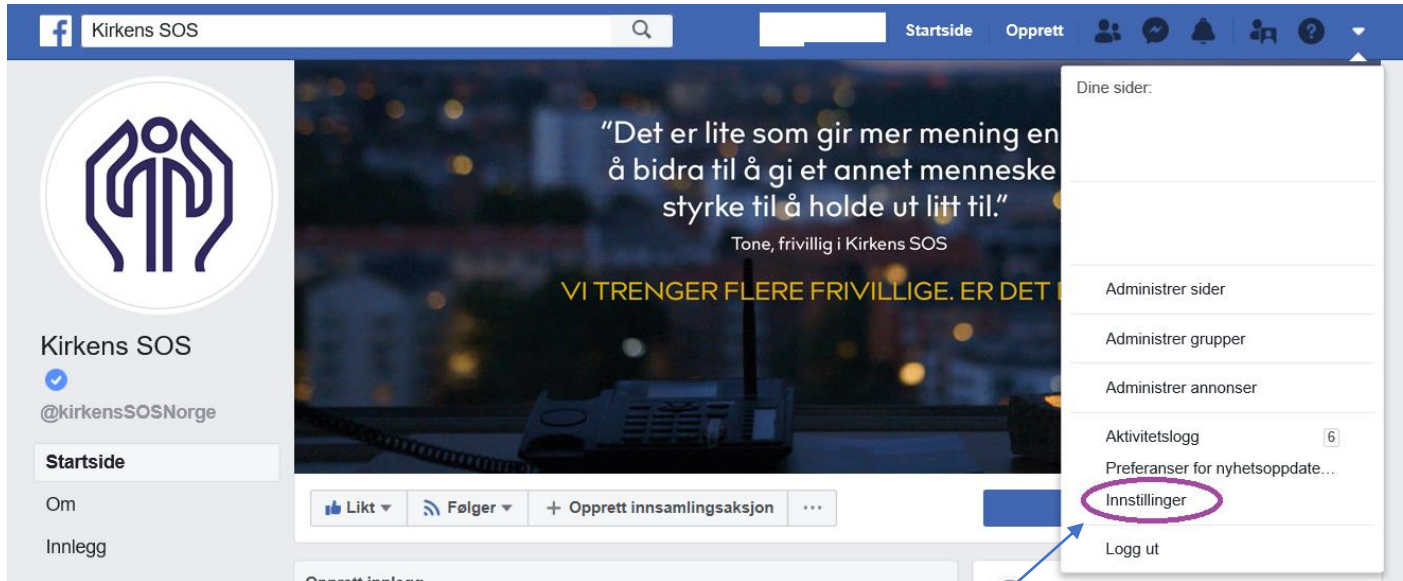 Kirkens SOS
Startside
Opprett
Dine sider:
"Det er lite som gir mer mening en
å bidra til å gi et annet menneske
styrke til å holde ut litt til."
Tone, frivillig i Kirkens SOS
VI TRENGER FLERE FRIVILLIGE. ER DET
Administrer sider
Administrer grupper
Administrer annonser
Aktivitetslogg 6
Preferanser for nyhetsoppdate...
Innstillinger
Logg ut
Kirkens SOS
@kirkensSOSNorge
Startside
Om
Innlegg
Likt
Følger
+ Opprett innsamlingsaksjon
...
Opprett innlegg